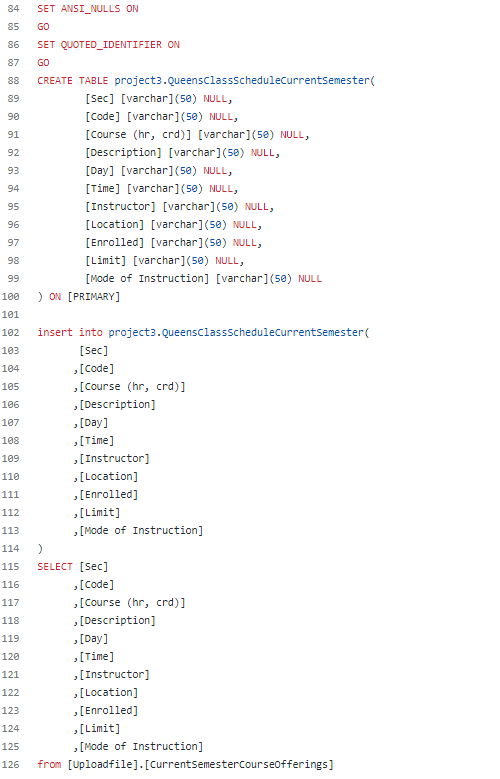 84 SET ANSI_NULLS ON
85 GO
86 SET QUOTED_IDENTIFIER ON
87 GO
88 CREATE TABLE project3.QueensClassScheduleCurrentSemester(
89 [Sec] [varchar](50) NULL,
90 [Code] [varchar](50) NULL,
91 [Course (hr, crd)] [varchar](50) NULL,
92 [Description] [varchar](50) NULL,
93 [Day] [varchar](50) NULL,
94 [Time] [varchar](50) NULL,
95 [Instructor] [varchar](50) NULL,
96 [Location] [varchar](50) NULL,
97 [Enrolled] [varchar](50) NULL,
98 [Limit] [varchar](50) NULL,
99 [Mode of Instruction] [varchar](50) NULL
100 ) ON [PRIMARY]
101
102 insert into project3.QueensClassScheduleCurrentSemester(
103 [Sec]
104 ,[Code]
105 ,[Course (hr, crd)]
106 ,[Description]
107 ,[Day]
108 ,[Time]
109 ,[Instructor]
110 ,[Location]
111 ,[Enrolled]
112 ,[Limit]
113 ,[Mode of Instruction]
114 )
115 SELECT [Sec]
116 ,[Code]
117 ,[Course (hr, crd)]
118 ,[Description]
119 ,[Day]
120 ,[Time]
121 ,[Instructor]
122 ,[Location]
123 ,[Enrolled]
124 ,[Limit]
125 ,[Mode of Instruction]
126 from [Uploadfile].[CurrentSemesterCourseOfferings]